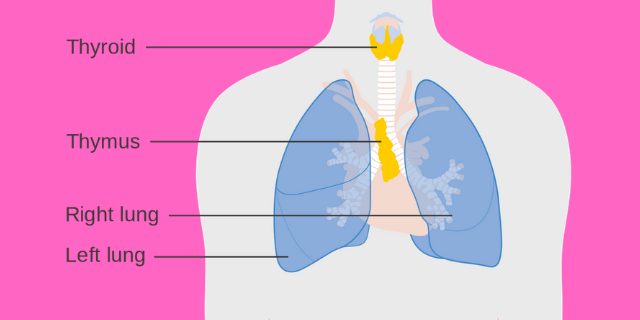 Thyroid
Thymus
Right lung
Left lung